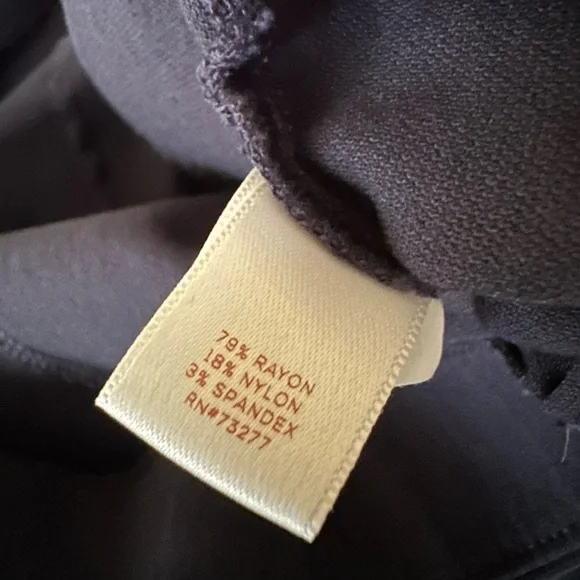 79% RAYON
18% NYLON
3% SPANDEX
RN#73277